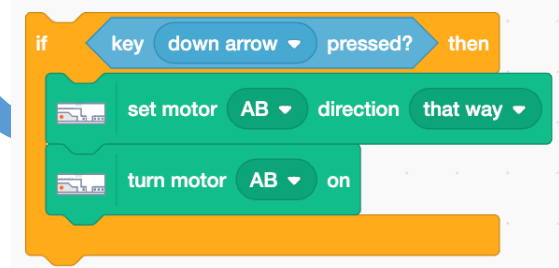 if key down arrow pressed? then
set motor AB direction that way
turn motor AB on